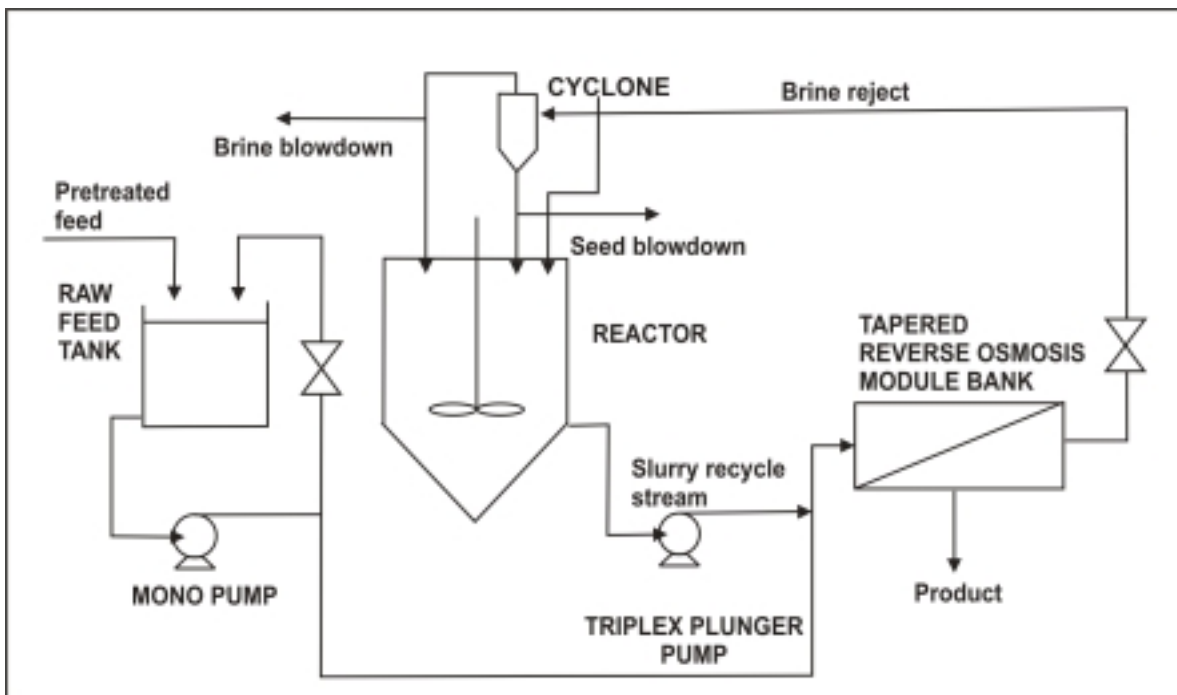 CYCLONE
Brine reject
Brine blowdown
Pretreated
feed
Seed blowdown
RAW
FEED
TANK
REACTOR
TAPERED
REVERSE OSMOSIS
MODULE BANK
Slurry recycle
stream
MONO PUMP
Product
TRIPLEX PLUNGER
PUMP